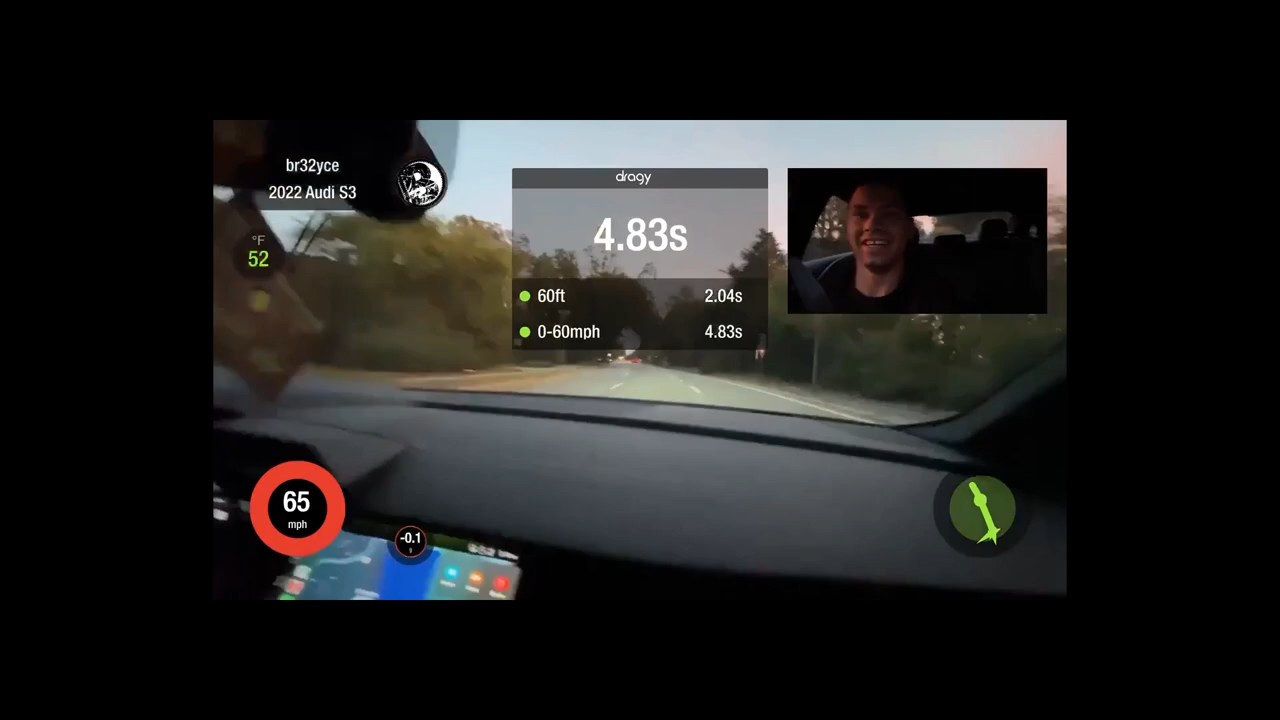 br32yce
2022 Audi S3
°F
52
dragy
4.83s
60ft 2.04s
0-60mph 4.83s
65
mph
-0.1
g